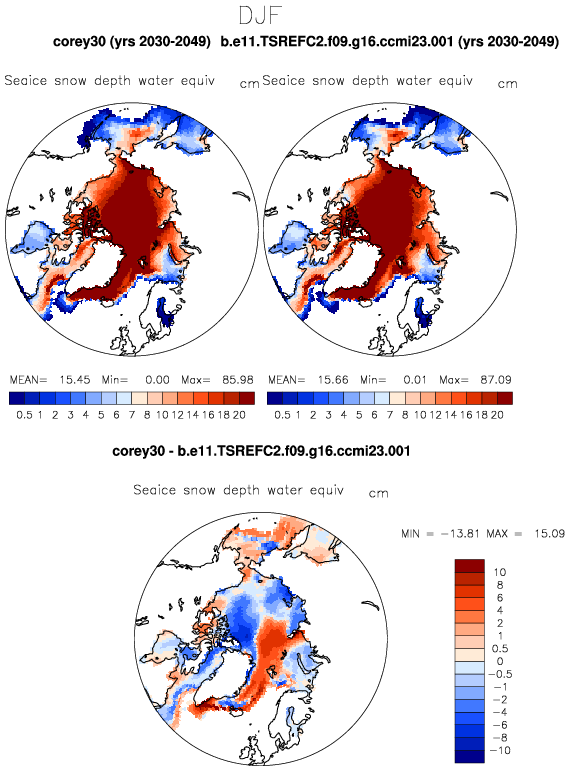 DJF
corey30 (yrs 2030-2049) b.e11.TSREFC2.f09.g16.ccmi23.001 (yrs 2030-2049)
Seaice snow depth water equiv cm Seaice snow depth water equiv cm
MEAN= 15.45 Min= 0.00 Max= 85.98 MEAN= 15.66 Min= 0.01 Max= 87.09
0.5 1 2 3 4 5 6 7 8 10 12 14 16 18 20 0.5 1 2 3 4 5 6 7 8 10 12 14 16 18 20
corey30 - b.e11.TSREFC2.f09.g16.ccmi23.001
Seaice snow depth water equiv cm
MIN = -13.81 MAX = 15.09
10
8
6
4
2
1
0.5
0
-0.5
-1
-2
-4
-6
-8
-10